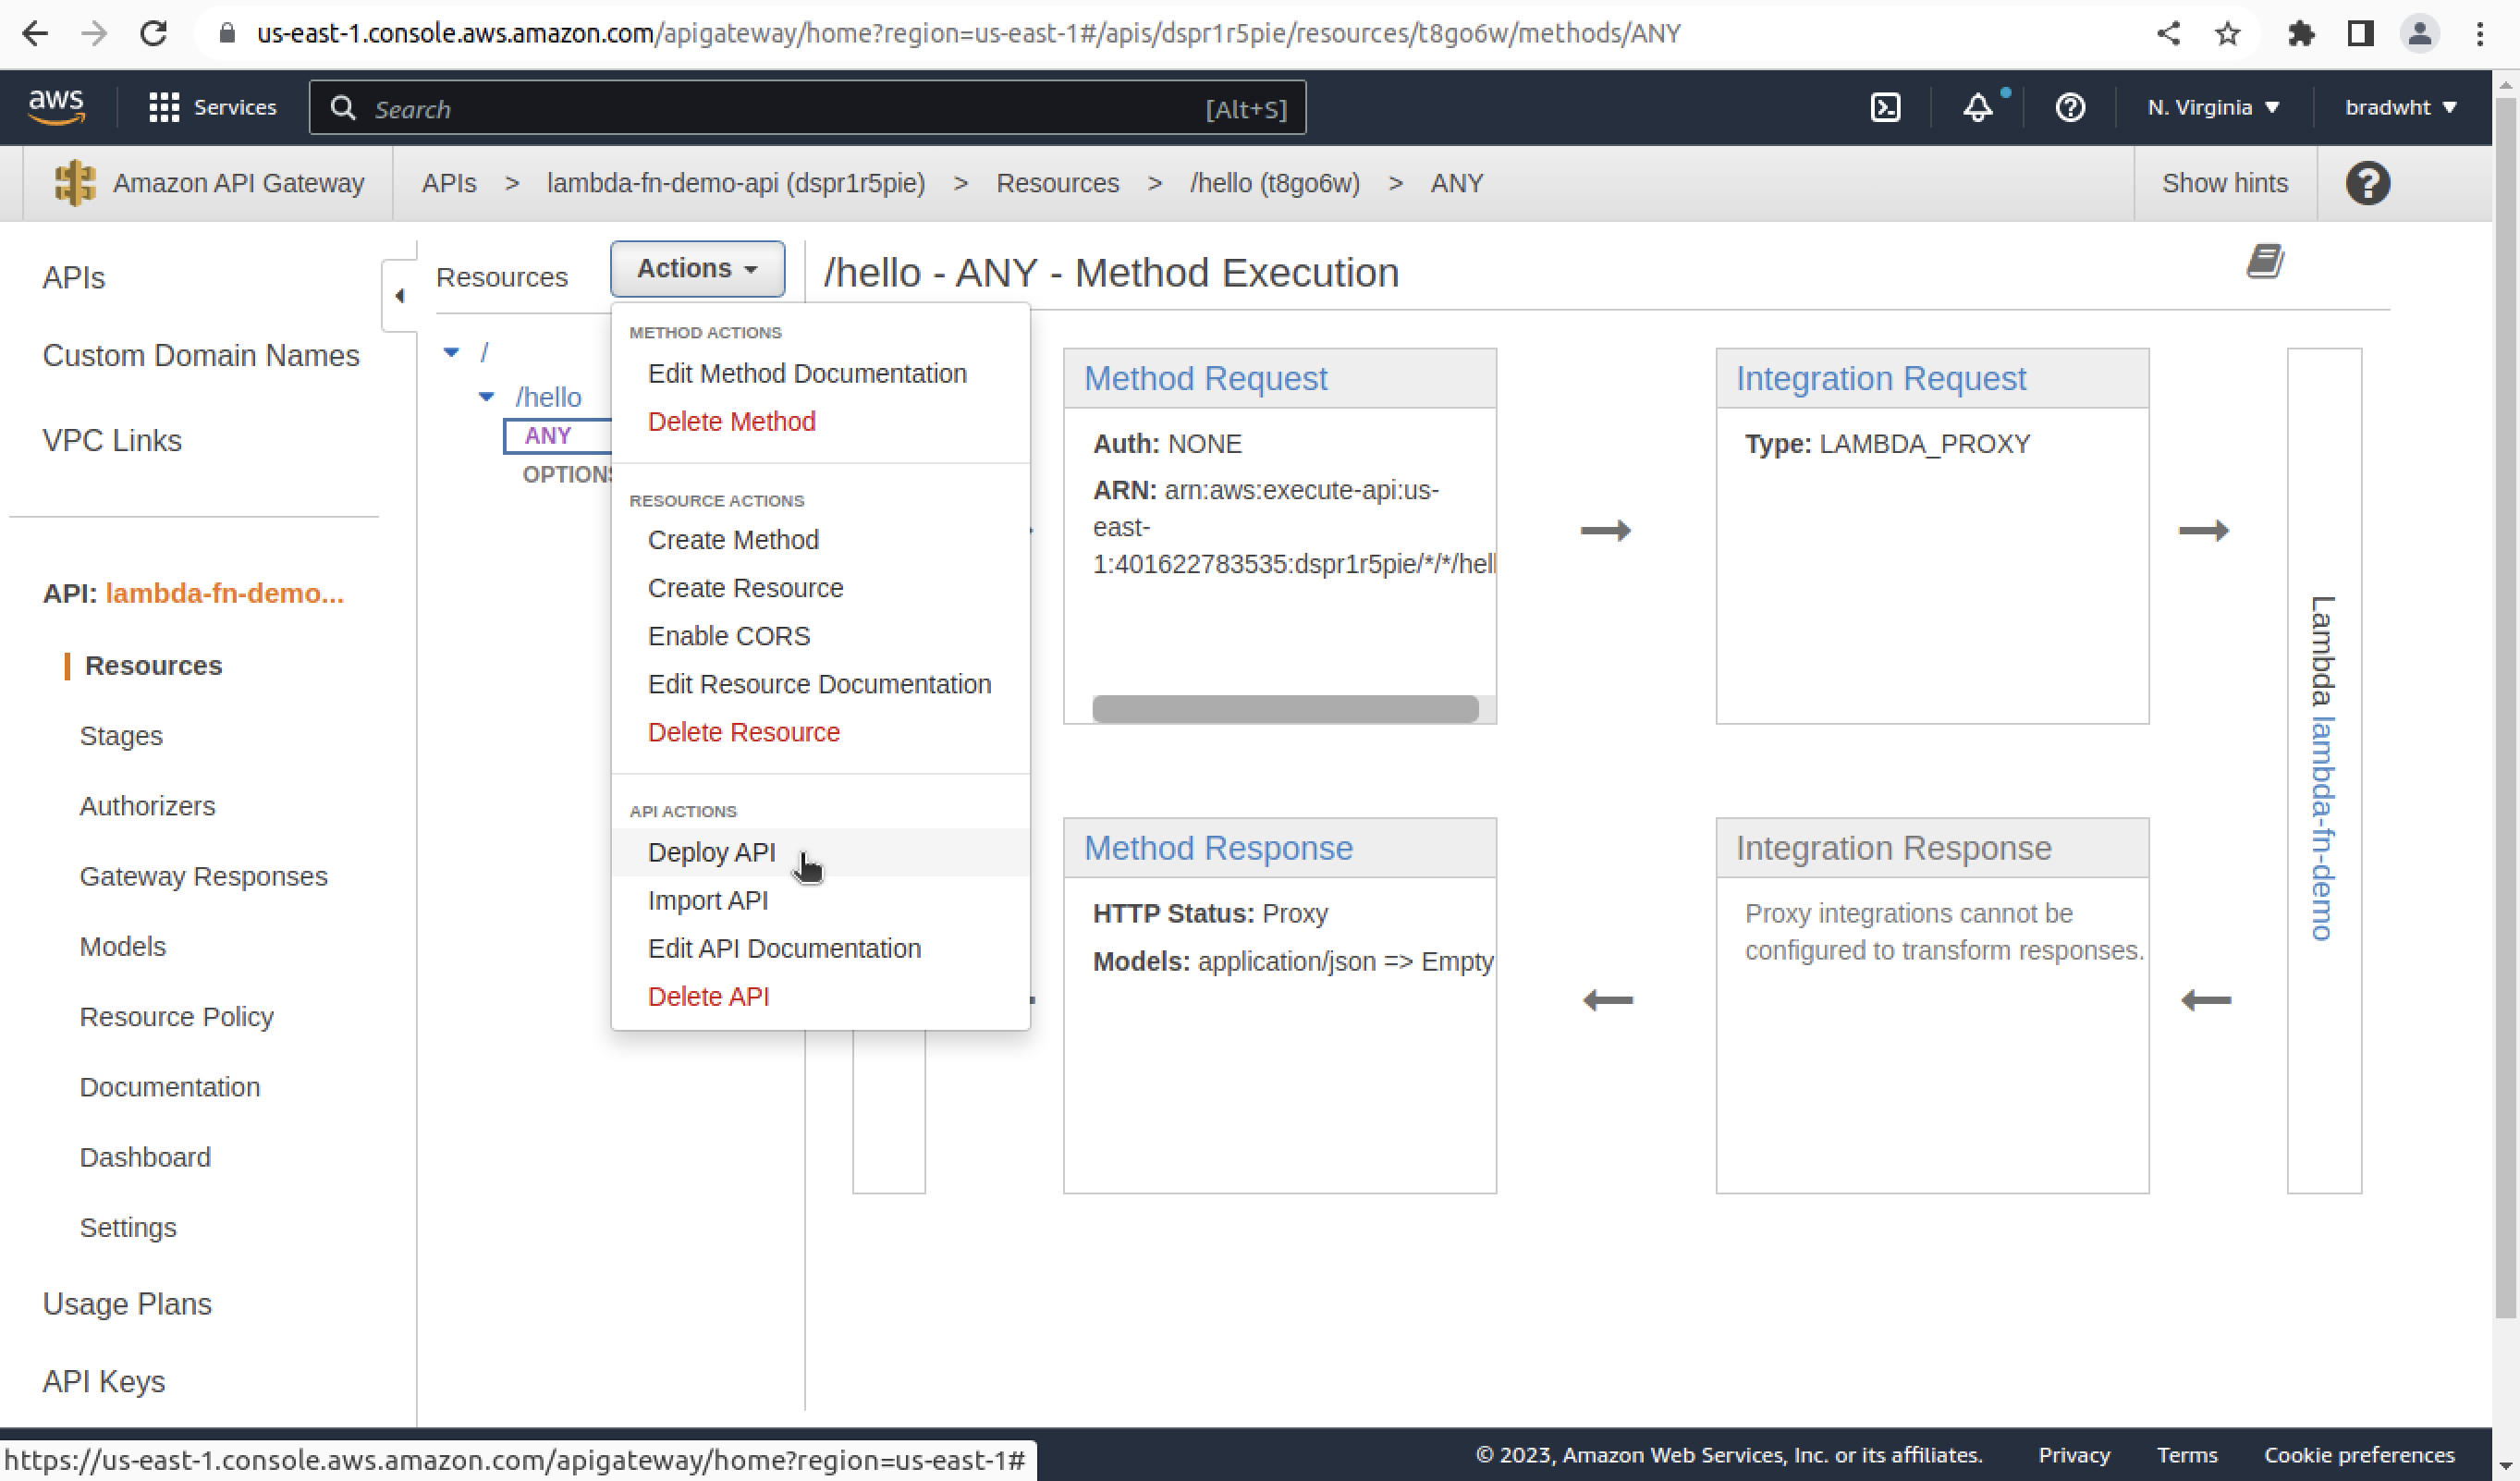 us-east-1.console.aws.amazon.com/apigateway/home?region=us-east-1#/apis/dspr1r5pie/resources/t8go6w/methods/ANY
aws
Services
Search
[Alt+S]
N. Virginia
bradwht
Amazon API Gateway
APIs > lambda-fn-demo-api (dspr1r5pie) > Resources > /hello (t8go6w) > ANY
Show hints
APIs
Custom Domain Names
VPC Links
API: lambda-fn-demo...
Resources
Stages
Authorizers
Gateway Responses
Models
Resource Policy
Documentation
Dashboard
Settings
Usage Plans
API Keys
Resources
Actions
/
/hello
ANY
OPTIONS
METHOD ACTIONS
Edit Method Documentation
Delete Method
RESOURCE ACTIONS
Create Method
Create Resource
Enable CORS
Edit Resource Documentation
Delete Resource
API ACTIONS
Deploy API
Import API
Edit API Documentation
Delete API
/hello - ANY - Method Execution
Method Request
Auth: NONE
ARN: arn:aws:execute-api:us-
east-
1:401622783535:dspr1r5pie/*/*/hell
Integration Request
Type: LAMBDA_PROXY
Lambda lambda-fn-demo
Method Response
HTTP Status: Proxy
Models: application/json => Empty
Integration Response
Proxy integrations cannot be
configured to transform responses.
https://us-east-1.console.aws.amazon.com/apigateway/home?region=us-east-1#
© 2023, Amazon Web Services, Inc. or its affiliates.
Privacy
Terms
Cookie preferences